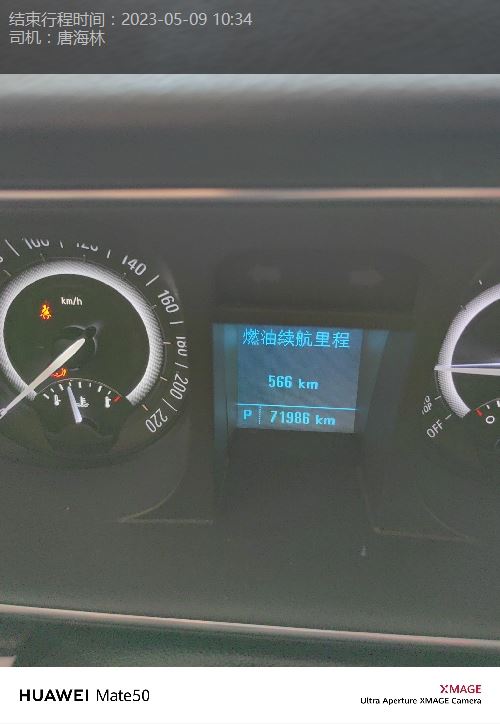 结束行程时间：2023-05-09 10:34
司机：唐海林
100
120
140
160
180
200
220
km/h
燃油续航里程
566 km
P 71986 km
OFF
0
HUAWEI Mate50
XMAGE
Ultra Aperture XMAGE Camera